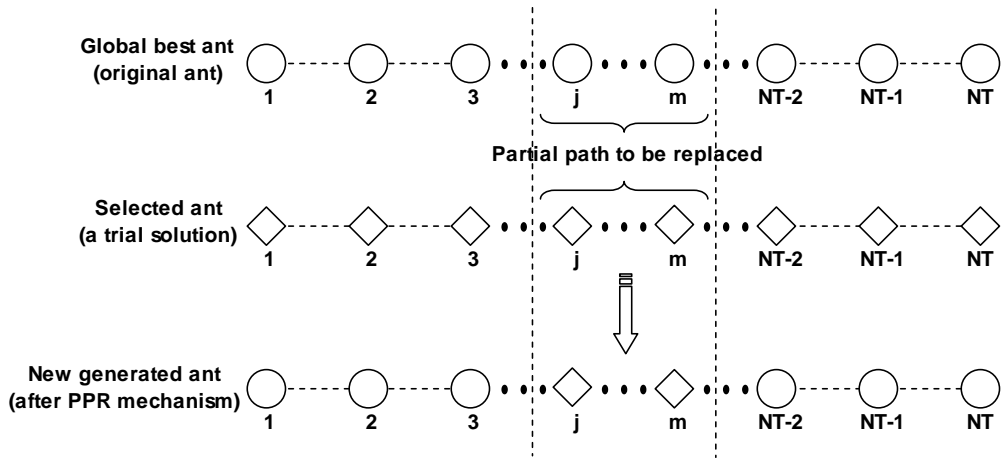 Global best ant
(original ant)
1 2 3 j m NT-2 NT-1 NT
Partial path to be replaced
Selected ant
(a trial solution)
1 2 3 j m NT-2 NT-1 NT
New generated ant
(after PPR mechanism)
1 2 3 j m NT-2 NT-1 NT